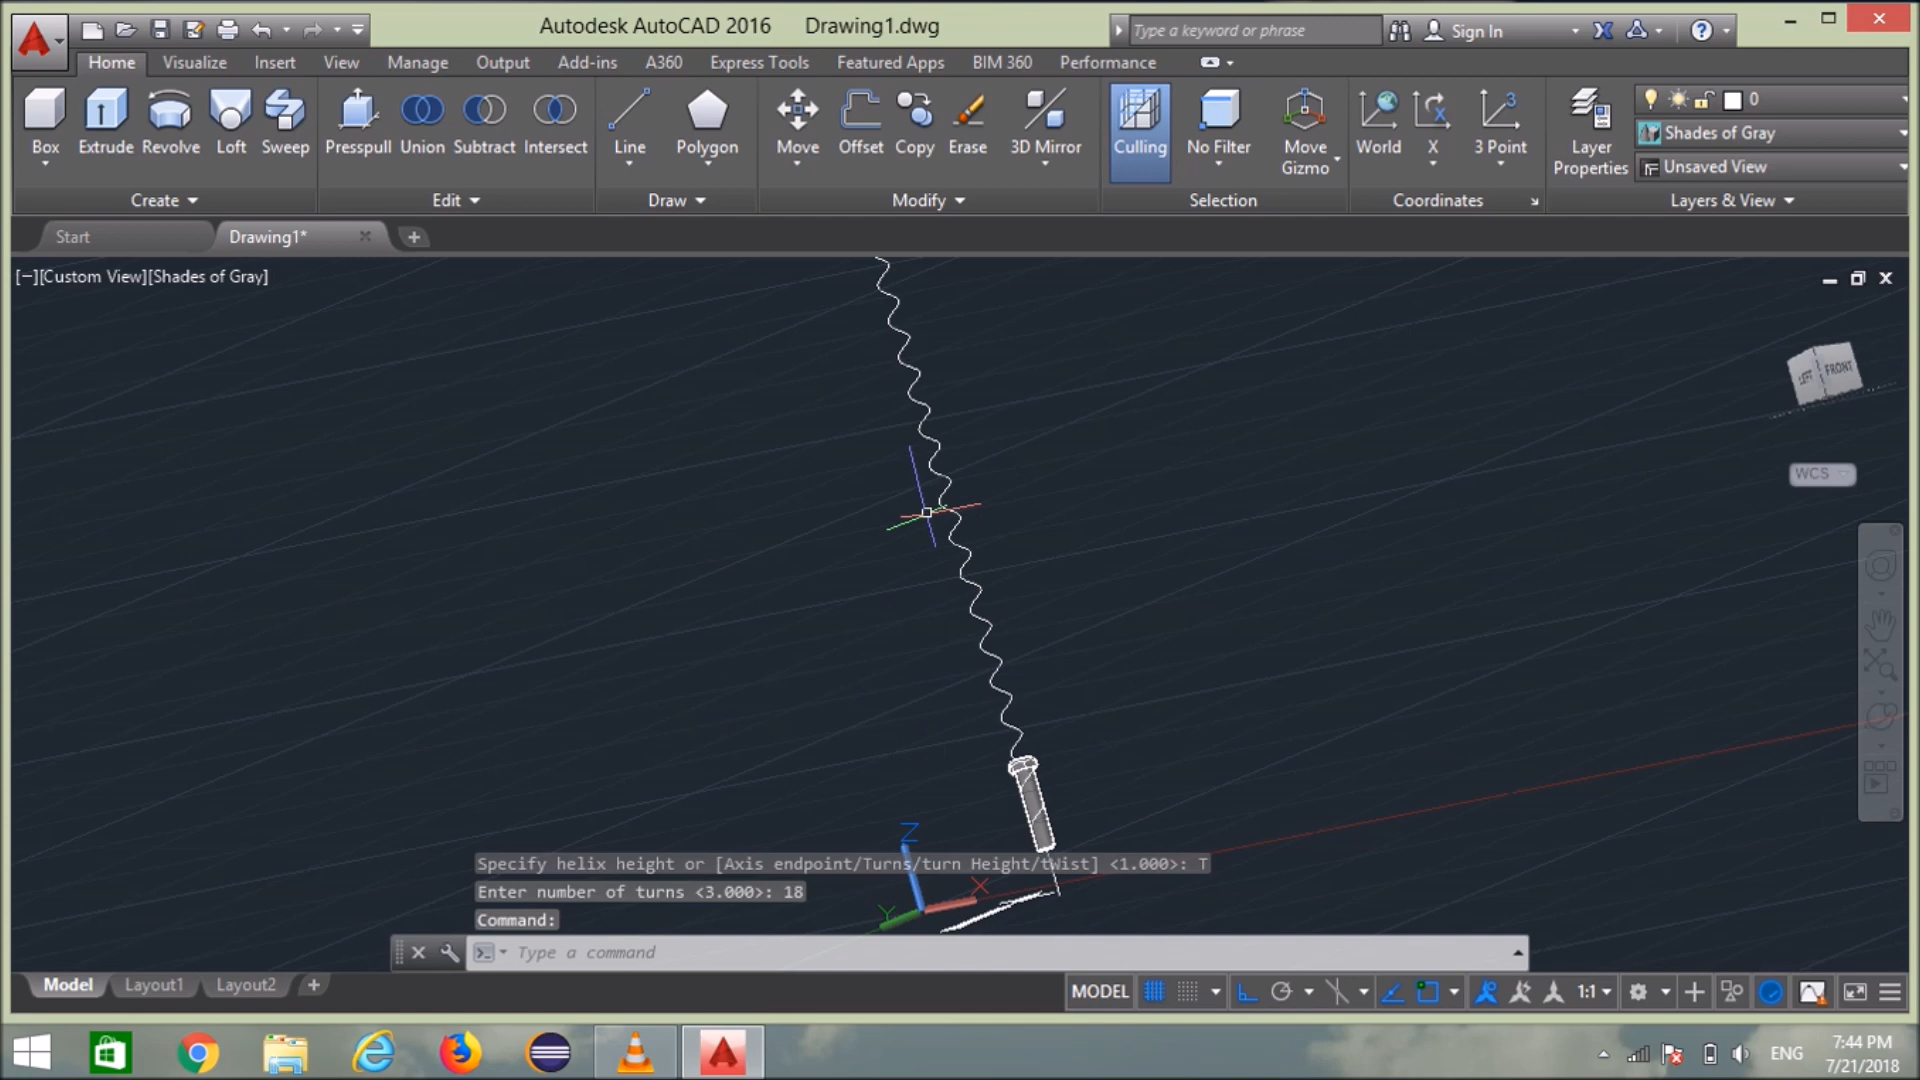 Autodesk AutoCAD 2016 Drawing1.dwg
Type a keyword or phrase
Sign In
Home Visualize Insert View Manage Output Add-ins A360 Express Tools Featured Apps BIM 360 Performance
Box Extrude Revolve Loft Sweep Presspull Union Subtract Intersect Line Polygon Move Offset Copy Erase 3D Mirror Culling No Filter Move Gizmo World X 3 Point Layer Properties
0
Shades of Gray
Unsaved View
Create Edit Draw Modify Selection Coordinates Layers & View
Start Drawing1*
[−][Custom View][Shades of Gray]
LEFT FRONT
WCS
Z
X
Y
Specify helix height or [Axis endpoint/Turns/turn Height/tWist] <1.000>: T
Enter number of turns <3.000>: 18
Command:
Type a command
Model Layout1 Layout2
MODEL 1:1
ENG
7:44 PM
7/21/2018